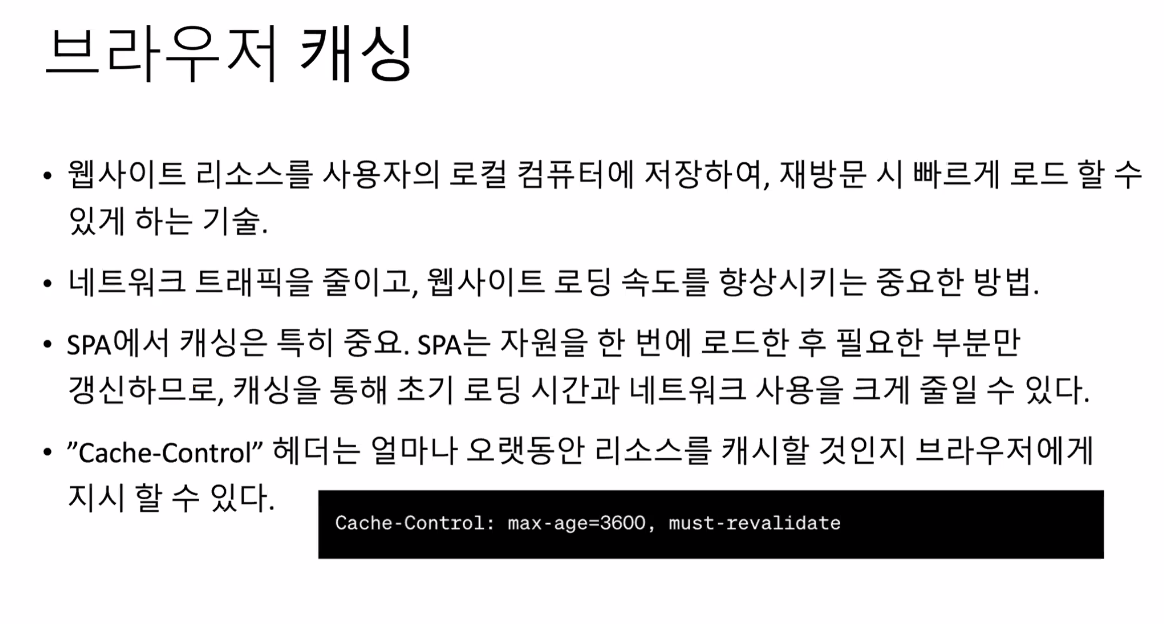 브라우저 캐싱
• 웹사이트 리소스를 사용자의 로컬 컴퓨터에 저장하여, 재방문 시 빠르게 로드 할 수
있게 하는 기술.
• 네트워크 트래픽을 줄이고, 웹사이트 로딩 속도를 향상시키는 중요한 방법.
• SPA에서 캐싱은 특히 중요. SPA는 자원을 한 번에 로드한 후 필요한 부분만
갱신하므로, 캐싱을 통해 초기 로딩 시간과 네트워크 사용을 크게 줄일 수 있다.
• ”Cache-Control” 헤더는 얼마나 오랫동안 리소스를 캐시할 것인지 브라우저에게
지시 할 수 있다.
Cache-Control: max-age=3600, must-revalidate